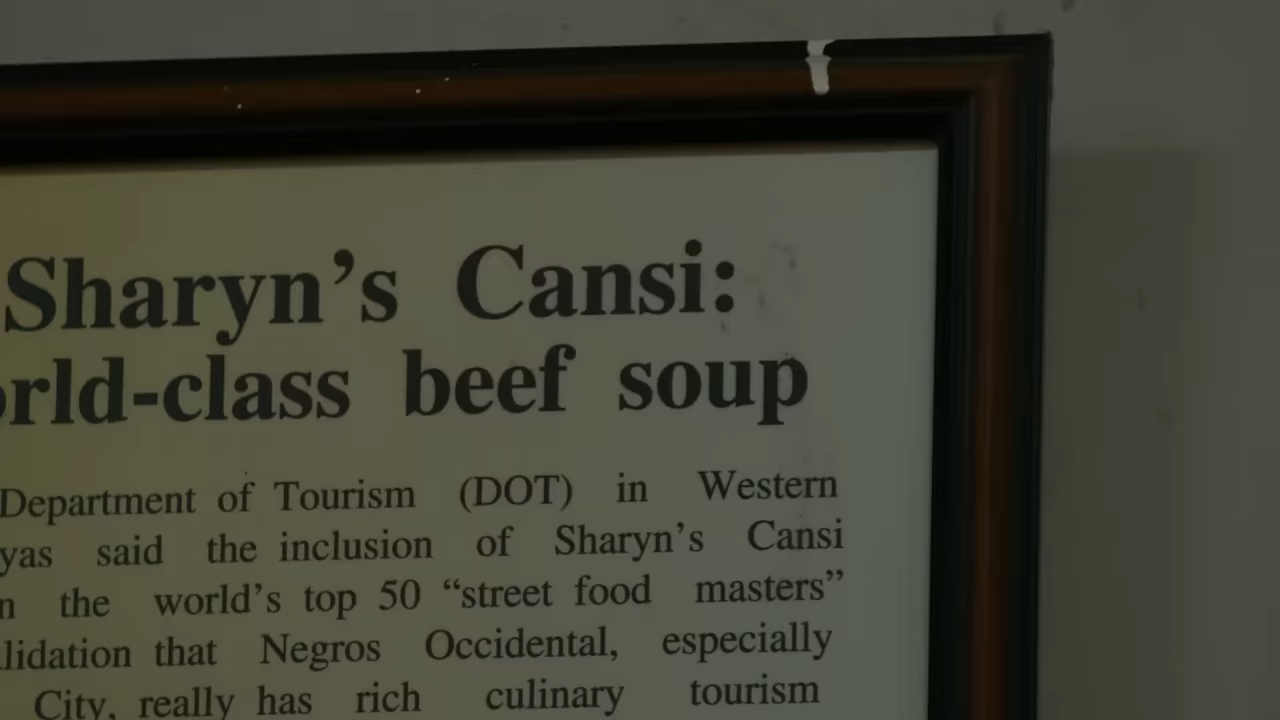 Sharyn's Cansi:
orld-class beef soup
Department of Tourism (DOT) in Western
yas said the inclusion of Sharyn's Cansi
n the world's top 50 “street food masters”
lidation that Negros Occidental, especially
City, really has rich culinary tourism